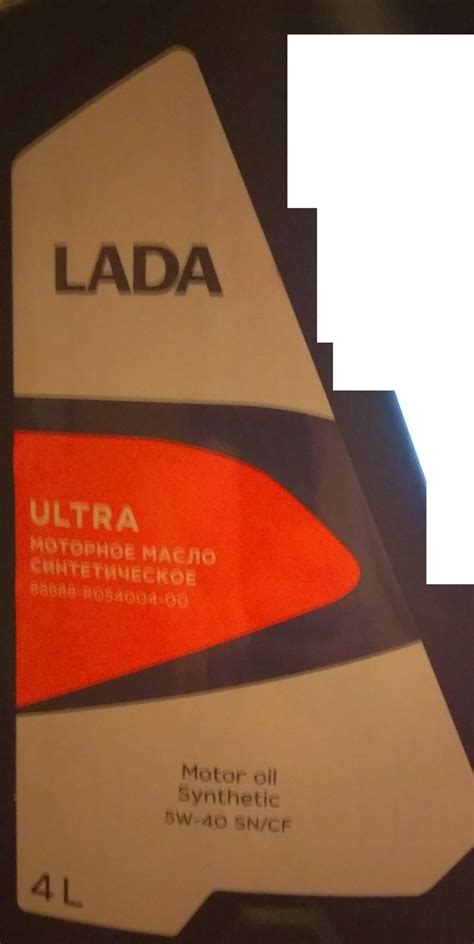 LADA
ULTRA
МОТОРНОЕ МАСЛО
СИНТЕТИЧЕСКОЕ
88888-R054004-00
Motor oil
Synthetic
5W-40 SN/CF
4 L